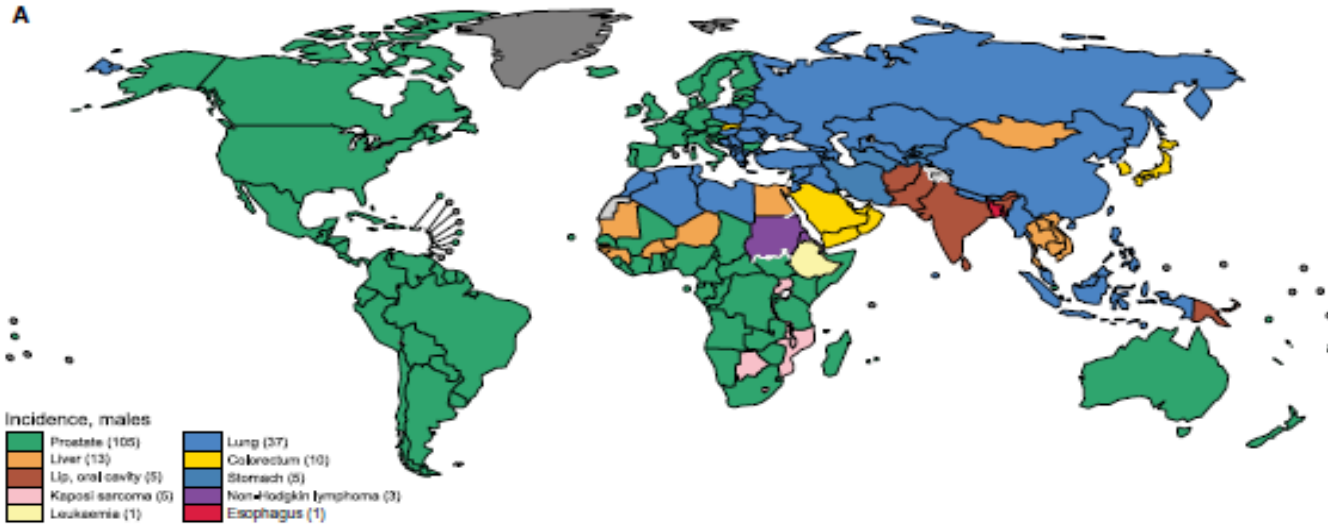 A
Incidence, males
Prostate (105)
Liver (13)
Lip, oral cavity (5)
Kaposi sarcoma (5)
Leukaemia (1)
Lung (37)
Colorectum (10)
Stomach (5)
Non-Hodgkin lymphoma (3)
Esophagus (1)